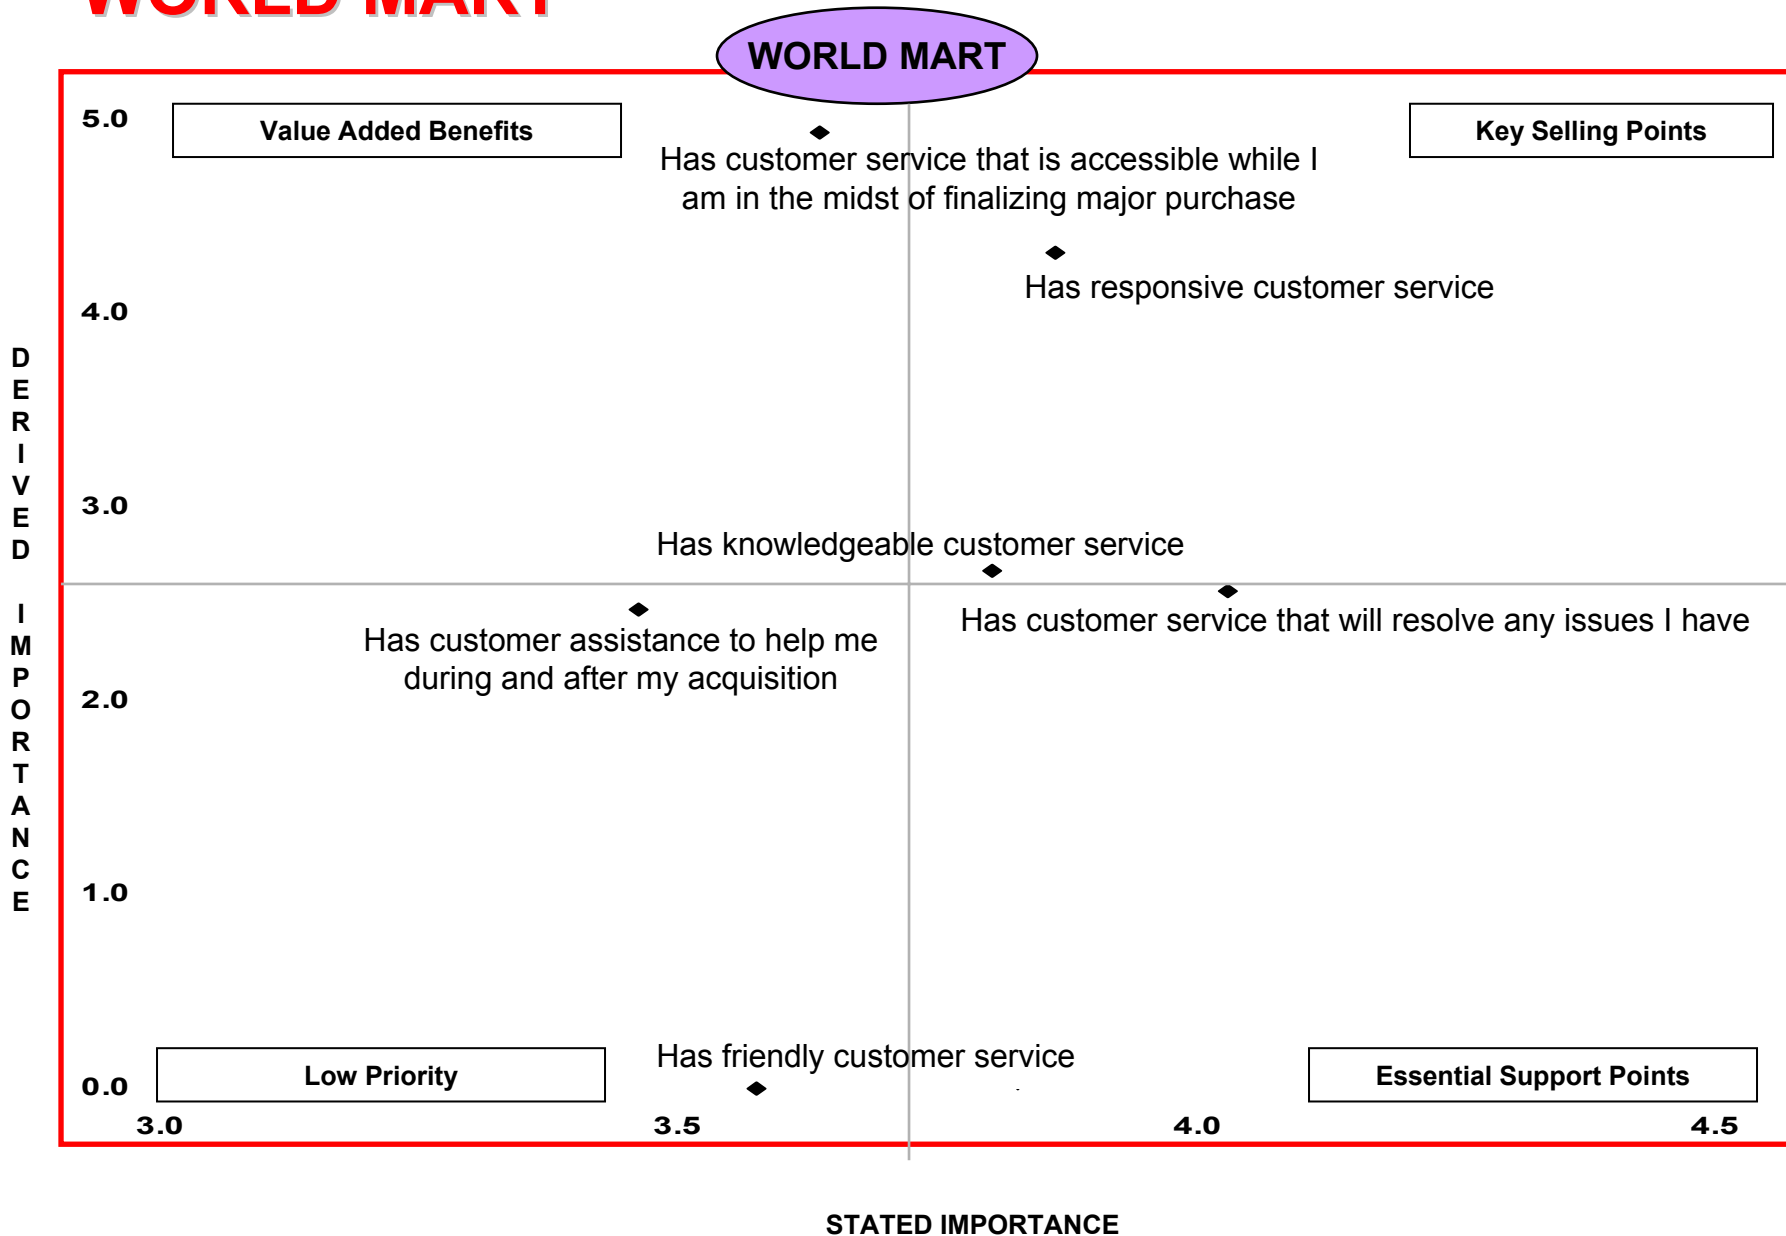 WORLD MART
WORLD MART
5.0
Value Added Benefits
Key Selling Points
Has customer service that is accessible while I
am in the midst of finalizing major purchase
Has responsive customer service
4.0
DERIVED IMPORTANCE
3.0
Has knowledgeable customer service
Has customer service that will resolve any issues I have
Has customer assistance to help me
during and after my acquisition
2.0
1.0
Has friendly customer service
Low Priority
Essential Support Points
0.0
3.0 3.5 4.0 4.5
STATED IMPORTANCE